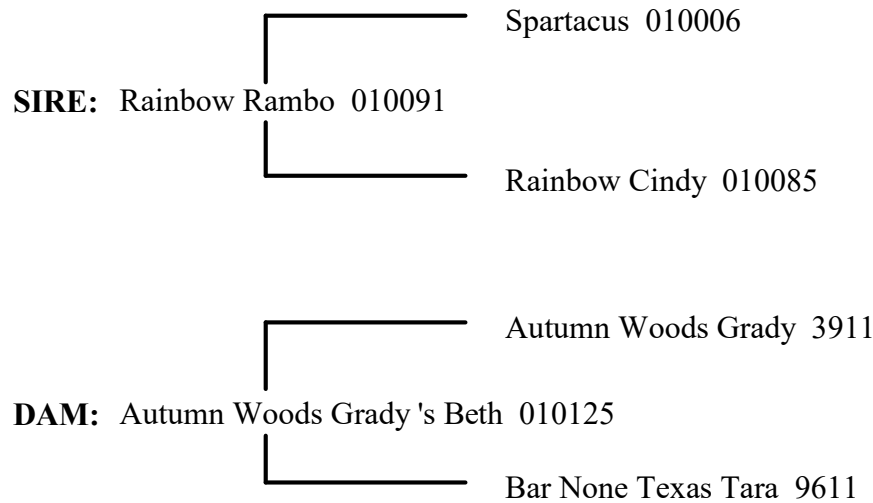 Spartacus 010006
SIRE: Rainbow Rambo 010091
Rainbow Cindy 010085
Autumn Woods Grady 3911
DAM: Autumn Woods Grady 's Beth 010125
Bar None Texas Tara 9611